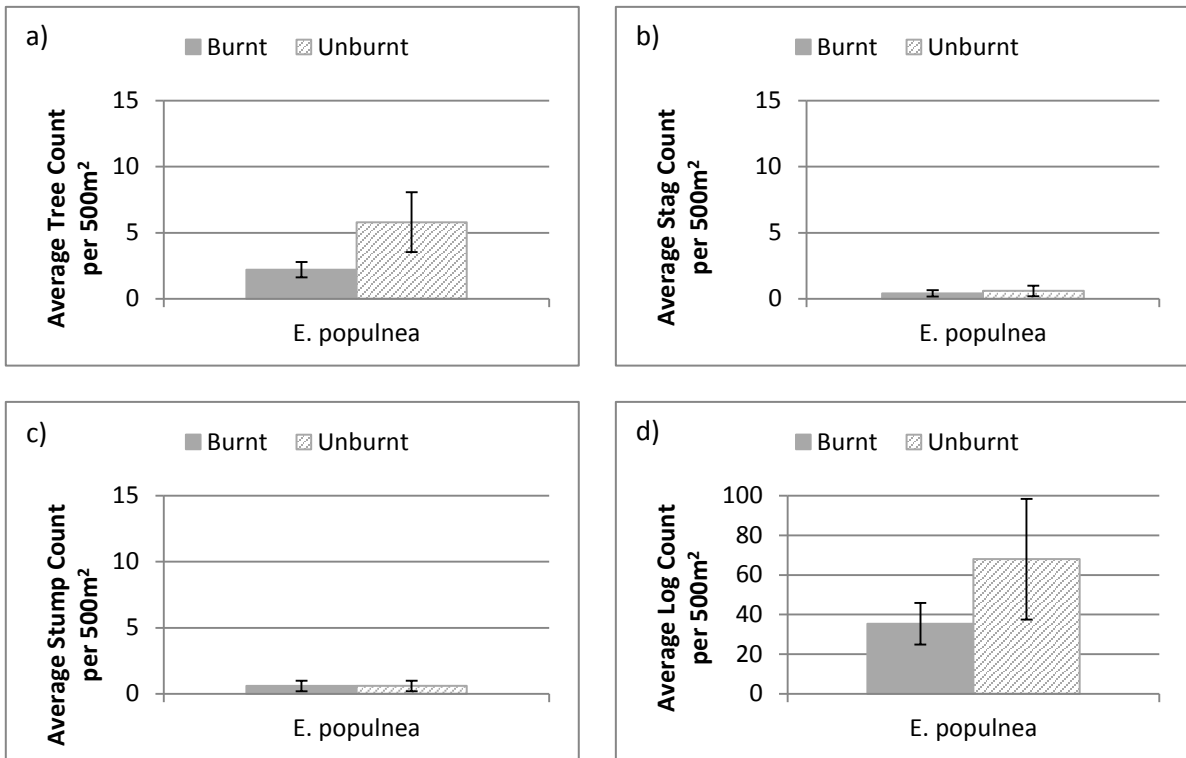 a)
Burnt Unburnt
Average Tree Count
per 500m²
15
10
5
0
E. populnea
b)
Burnt Unburnt
Average Stag Count
per 500m²
15
10
5
0
E. populnea
c)
Burnt Unburnt
Average Stump Count
per 500m²
15
10
5
0
E. populnea
d)
Burnt Unburnt
Average Log Count
per 500m²
100
80
60
40
20
0
E. populnea